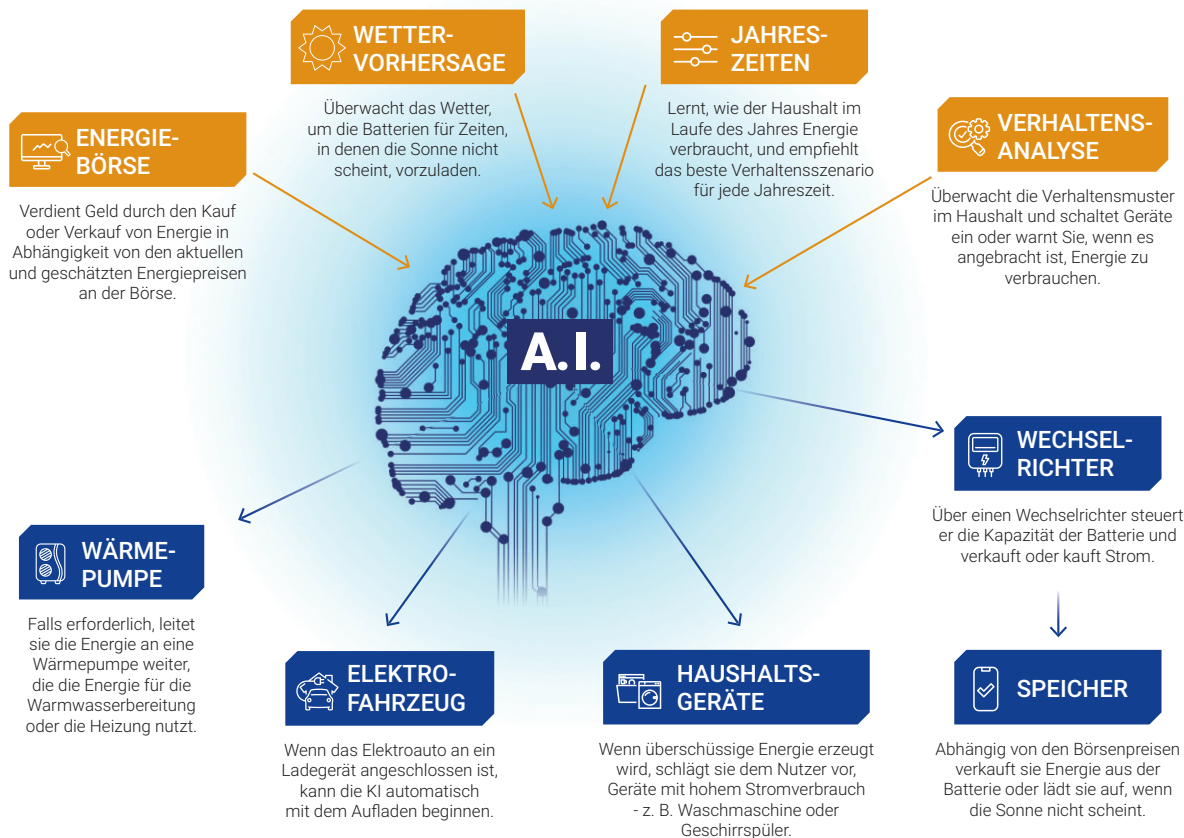 WETTER-
VORHERSAGE
Überwacht das Wetter,
um die Batterien für Zeiten,
in denen die Sonne nicht
scheint, vorzuladen.
JAHRES-
ZEITEN
Lernt, wie der Haushalt im
Laufe des Jahres Energie
verbraucht, und empfiehlt
das beste Verhaltensszenario
für jede Jahreszeit.
ENERGIE-
BÖRSE
Verdient Geld durch den Kauf
oder Verkauf von Energie in
Abhängigkeit von den aktuellen
und geschätzten Energiepreisen
an der Börse.
VERHALTENS-
ANALYSE
Überwacht die Verhaltensmuster
im Haushalt und schaltet Geräte
ein oder warnt Sie, wenn es
angebracht ist, Energie zu
verbrauchen.
A.I.
WECHSEL-
RICHTER
Über einen Wechselrichter steuert
er die Kapazität der Batterie und
verkauft oder kauft Strom.
WÄRME-
PUMPE
Falls erforderlich, leitet
sie die Energie an eine
Wärmepumpe weiter,
die die Energie für die
Warmwasserbereitung
oder die Heizung nutzt.
ELEKTRO-
FAHRZEUG
Wenn das Elektroauto an ein
Ladegerät angeschlossen ist,
kann die KI automatisch
mit dem Aufladen beginnen.
HAUSHALTS-
GERÄTE
Wenn überschüssige Energie erzeugt
wird, schlägt sie dem Nutzer vor,
Geräte mit hohem Stromverbrauch
- z. B. Waschmaschine oder
Geschirrspüler.
SPEICHER
Abhängig von den Börsenpreisen
verkauft sie Energie aus der
Batterie oder lädt sie auf, wenn
die Sonne nicht scheint.